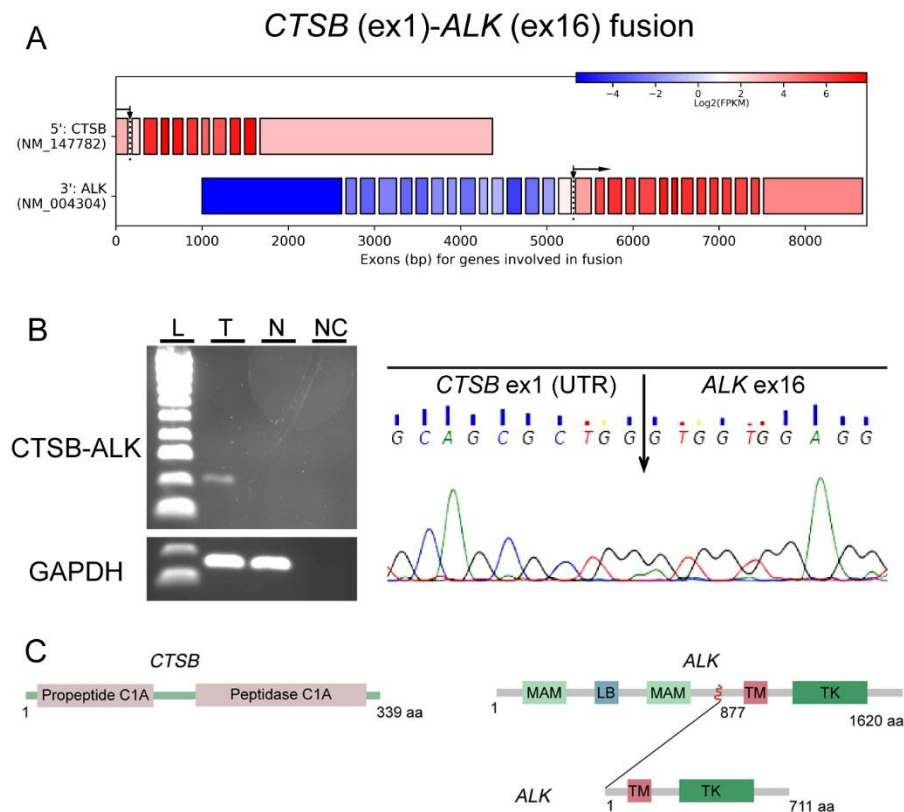 CTSB (ex1)-ALK (ex16) fusion
A
-4 -2 0 2 4 6
Log2(FPKM)
5': CTSB
(NM_147782)
3': ALK
(NM_004304)
0 1000 2000 3000 4000 5000 6000 7000 8000
Exons (bp) for genes involved in fusion
B
L T N NC
CTSB-ALK
GAPDH
CTSB ex1 (UTR) ALK ex16
G C A G C G C T G G G T G G T G G A G G
C
CTSB
Propeptide C1A Peptidase C1A
1 339 aa
ALK
MAM LB MAM TM TK
1 877 1620 aa
TM TK
ALK 1 711 aa